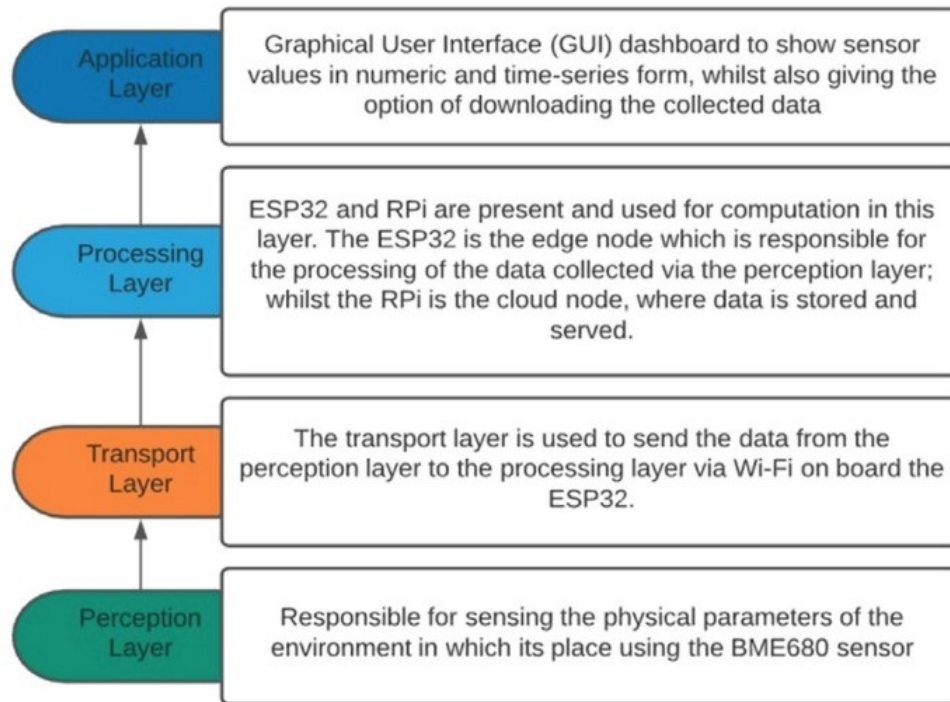 Application
Layer
Graphical User Interface (GUI) dashboard to show sensor
values in numeric and time-series form, whilst also giving the
option of downloading the collected data
Processing
Layer
ESP32 and RPi are present and used for computation in this
layer. The ESP32 is the edge node which is responsible for
the processing of the data collected via the perception layer;
whilst the RPi is the cloud node, where data is stored and
served.
Transport
Layer
The transport layer is used to send the data from the
perception layer to the processing layer via Wi-Fi on board the
ESP32.
Perception
Layer
Responsible for sensing the physical parameters of the
environment in which its place using the BME680 sensor